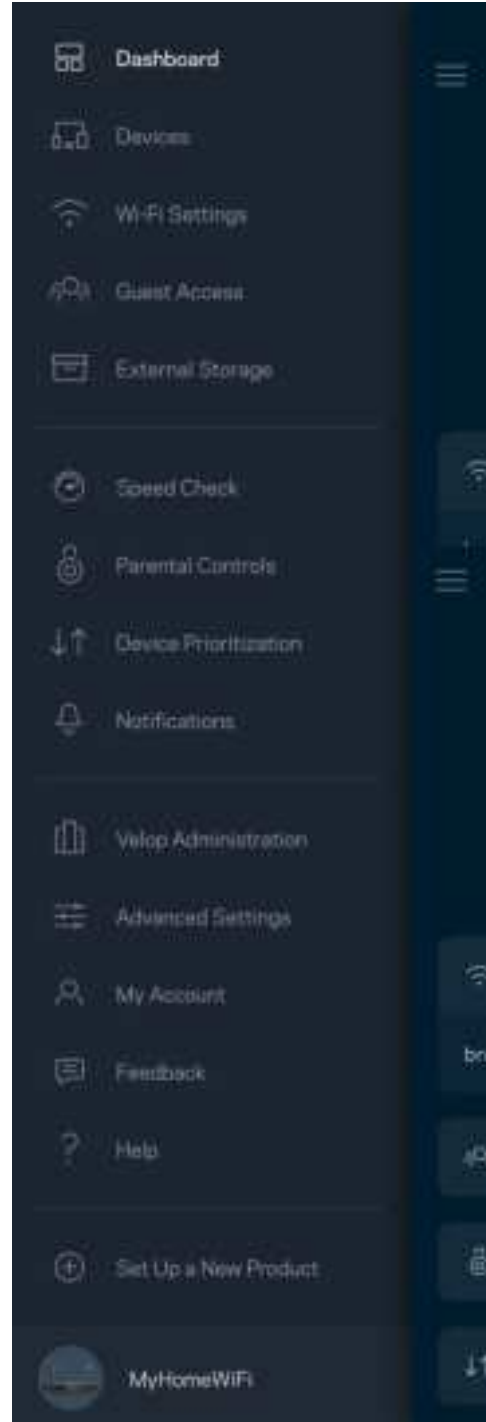 Dashboard
Devices
Wi-Fi Settings
Guest Access
External Storage
Speed Check
Parental Controls
Device Prioritization
Notifications
Velop Administration
Advanced Settings
My Account
Feedback
Help
Set Up a New Product
MyHomeWiFi